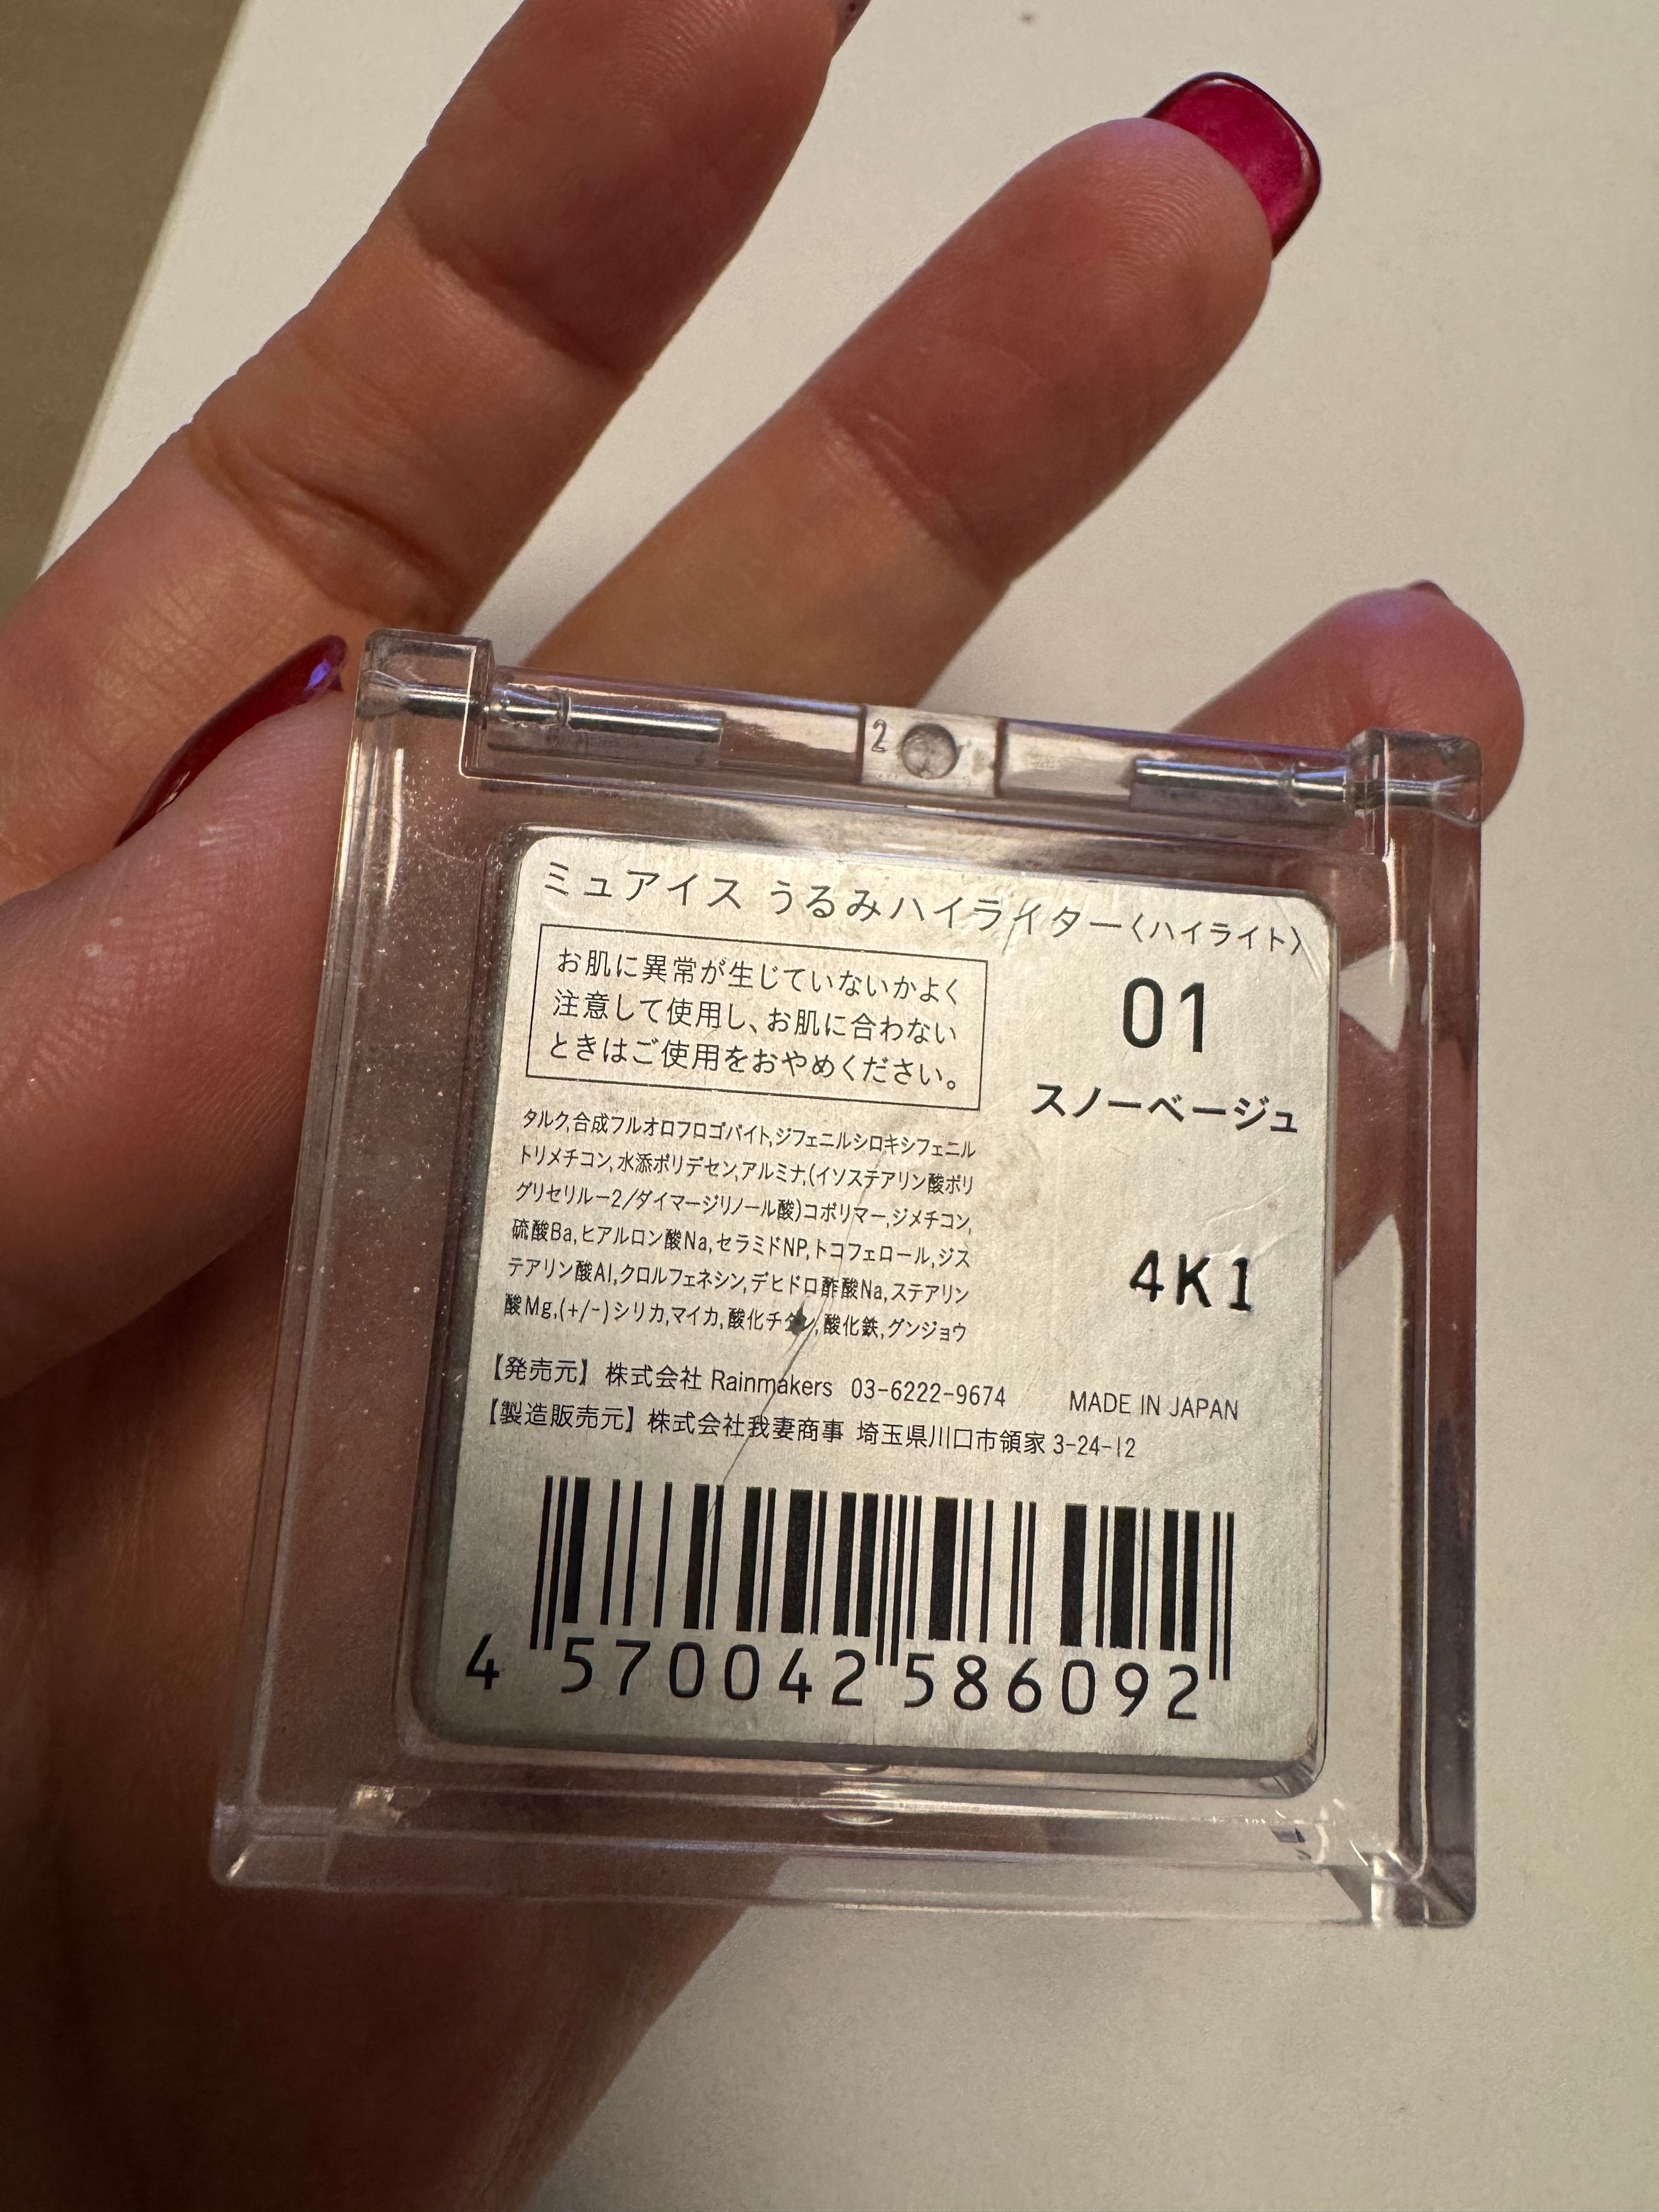 2
ミュアイス うるみハイライター〈ハイライト〉
お肌に異常が生じていないかよく
注意して使用し、お肌に合わない
ときはご使用をおやめください。
01
スノーベージュ
タルク,合成フルオロフロゴパイト,ジフェニルシロキシフェニル
トリメチコン,水添ポリデセン,アルミナ,(イソステアリン酸ポリ
グリセリル−2/ダイマージリノール酸)コポリマー,ジメチコン,
硫酸Ba,ヒアルロン酸Na,セラミドNP,トコフェロール,ジス
テアリン酸Al,クロルフェネシン,デヒドロ酢酸Na,ステアリン
酸Mg,(+/−)シリカ,マイカ,酸化チタン,酸化鉄,グンジョウ
4K1
【発売元】株式会社 Rainmakers 03-6222-9674 MADE IN JAPAN
【製造販売元】株式会社我妻商事 埼玉県川口市領家 3-24-12
4 570042 586092